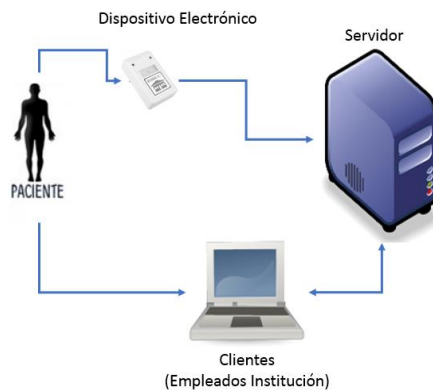 Dispositivo Electrónico
Servidor
PACIENTE
Clientes
(Empleados Institución)